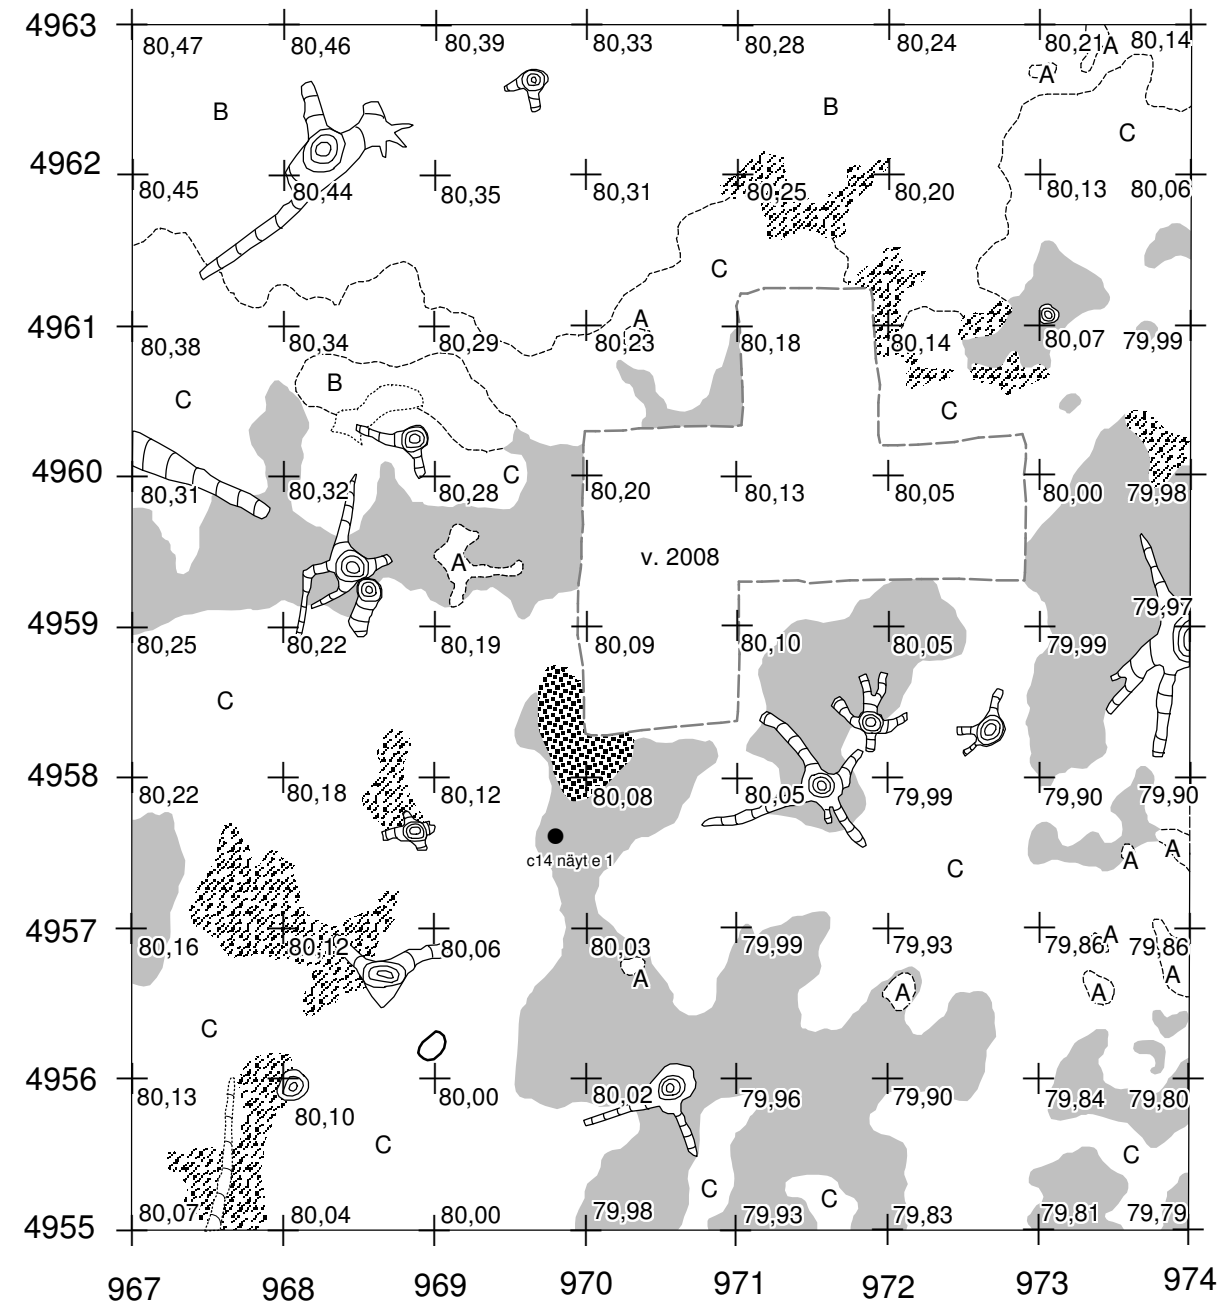 4963
80,47 80,46 80,39 80,33 80,28 80,24 80,21 A 80,14
A
B B
C
4962
80,45 80,44 80,35 80,31 80,25 80,20 80,13 80,06
C
A
4961
80,38 80,34 80,29 80,23 80,18 80,14 80,07 79,99
B
C C
4960 C
80,31 80,32 80,28 80,20 80,13 80,05 80,00 79,98
A v. 2008
79,97
4959
80,25 80,22 80,19 80,09 80,10 80,05 79,99
C
4958
80,22 80,18 80,12 80,08 80,05 79,99 79,90 79,90
c14 näyt e 1 C A A
4957
80,16 80,12 80,06 80,03 79,99 79,93 79,86 A 79,86
A A A A
C
4956
80,13 80,10 80,00 80,02 79,96 79,90 79,84 79,80
C C
C C
80,07 80,04 80,00 79,98 79,93 79,83 79,81 79,79
4955
967 968 969 970 971 972 973 974